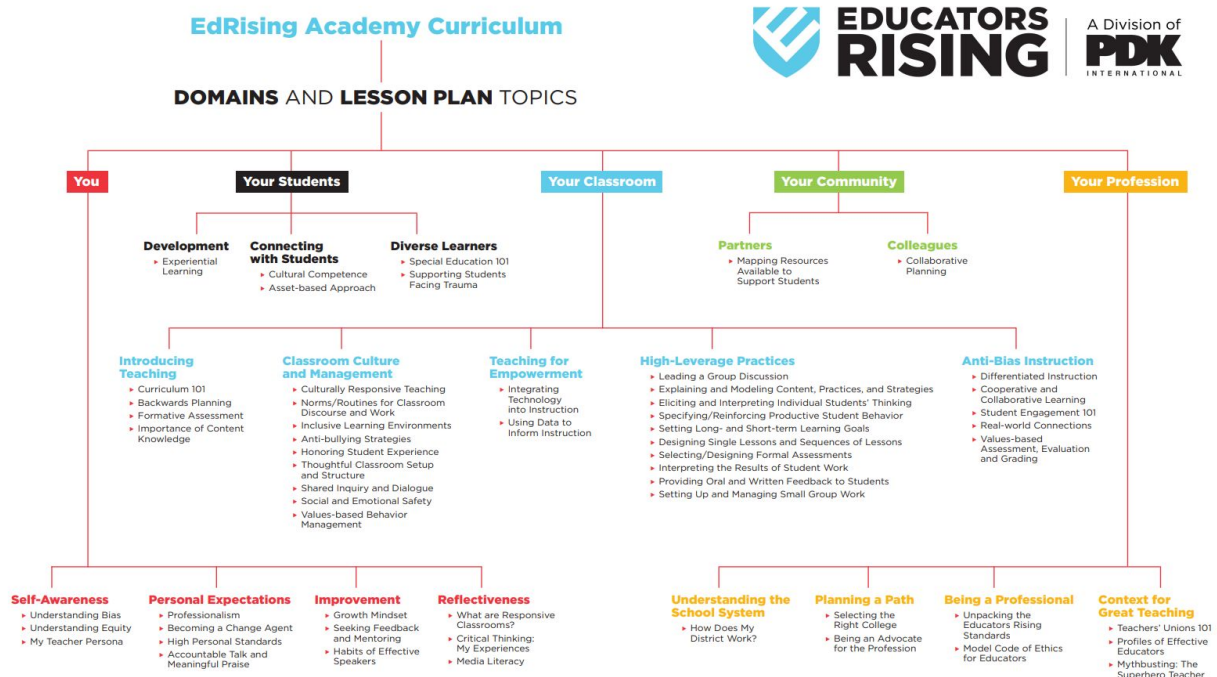 EdRising Academy Curriculum
EDUCATORS
RISING
A Division of
PDK
INTERNATIONAL
DOMAINS AND LESSON PLAN TOPICS
You
Your Students
Your Classroom
Your Community
Your Profession
Development
▸ Experiential
Learning
Connecting
with Students
▸ Cultural Competence
▸ Asset-based Approach
Diverse Learners
▸ Special Education 101
▸ Supporting Students
Facing Trauma
Partners
▸ Mapping Resources
Available to
Support Students
Colleagues
▸ Collaborative
Planning
Introducing
Teaching
▸ Curriculum 101
▸ Backwards Planning
▸ Formative Assessment
▸ Importance of Content
Knowledge
Classroom Culture
and Management
▸ Culturally Responsive Teaching
▸ Norms/Routines for Classroom
Discourse and Work
▸ Inclusive Learning Environments
▸ Anti-bullying Strategies
▸ Honoring Student Experience
▸ Thoughtful Classroom Setup
and Structure
▸ Shared Inquiry and Dialogue
▸ Social and Emotional Safety
▸ Values-based Behavior
Management
Teaching for
Empowerment
▸ Integrating
Technology
into Instruction
▸ Using Data to
Inform Instruction
High-Leverage Practices
▸ Leading a Group Discussion
▸ Explaining and Modeling Content, Practices, and Strategies
▸ Eliciting and Interpreting Individual Students' Thinking
▸ Specifying/Reinforcing Productive Student Behavior
▸ Setting Long- and Short-term Learning Goals
▸ Designing Single Lessons and Sequences of Lessons
▸ Selecting/Designing Formal Assessments
▸ Interpreting the Results of Student Work
▸ Providing Oral and Written Feedback to Students
▸ Setting Up and Managing Small Group Work
Anti-Bias Instruction
▸ Differentiated Instruction
▸ Cooperative and
Collaborative Learning
▸ Student Engagement 101
▸ Real-world Connections
▸ Values-based
Assessment, Evaluation
and Grading
Self-Awareness
▸ Understanding Bias
▸ Understanding Equity
▸ My Teacher Persona
Personal Expectations
▸ Professionalism
▸ Becoming a Change Agent
▸ High Personal Standards
▸ Accountable Talk and
Meaningful Praise
Improvement
▸ Growth Mindset
▸ Seeking Feedback
and Mentoring
▸ Habits of Effective
Speakers
Reflectiveness
▸ What are Responsive
Classrooms?
▸ Critical Thinking:
My Experiences
▸ Media Literacy
Understanding the
School System
▸ How Does My
District Work?
Planning a Path
▸ Selecting the
Right College
▸ Being an Advocate
for the Profession
Being a Professional
▸ Unpacking the
Educators Rising
Standards
▸ Model Code of Ethics
for Educators
Context for
Great Teaching
▸ Teachers' Unions 101
▸ Profiles of Effective
Educators
▸ Mythbusting: The
Superhero Teacher